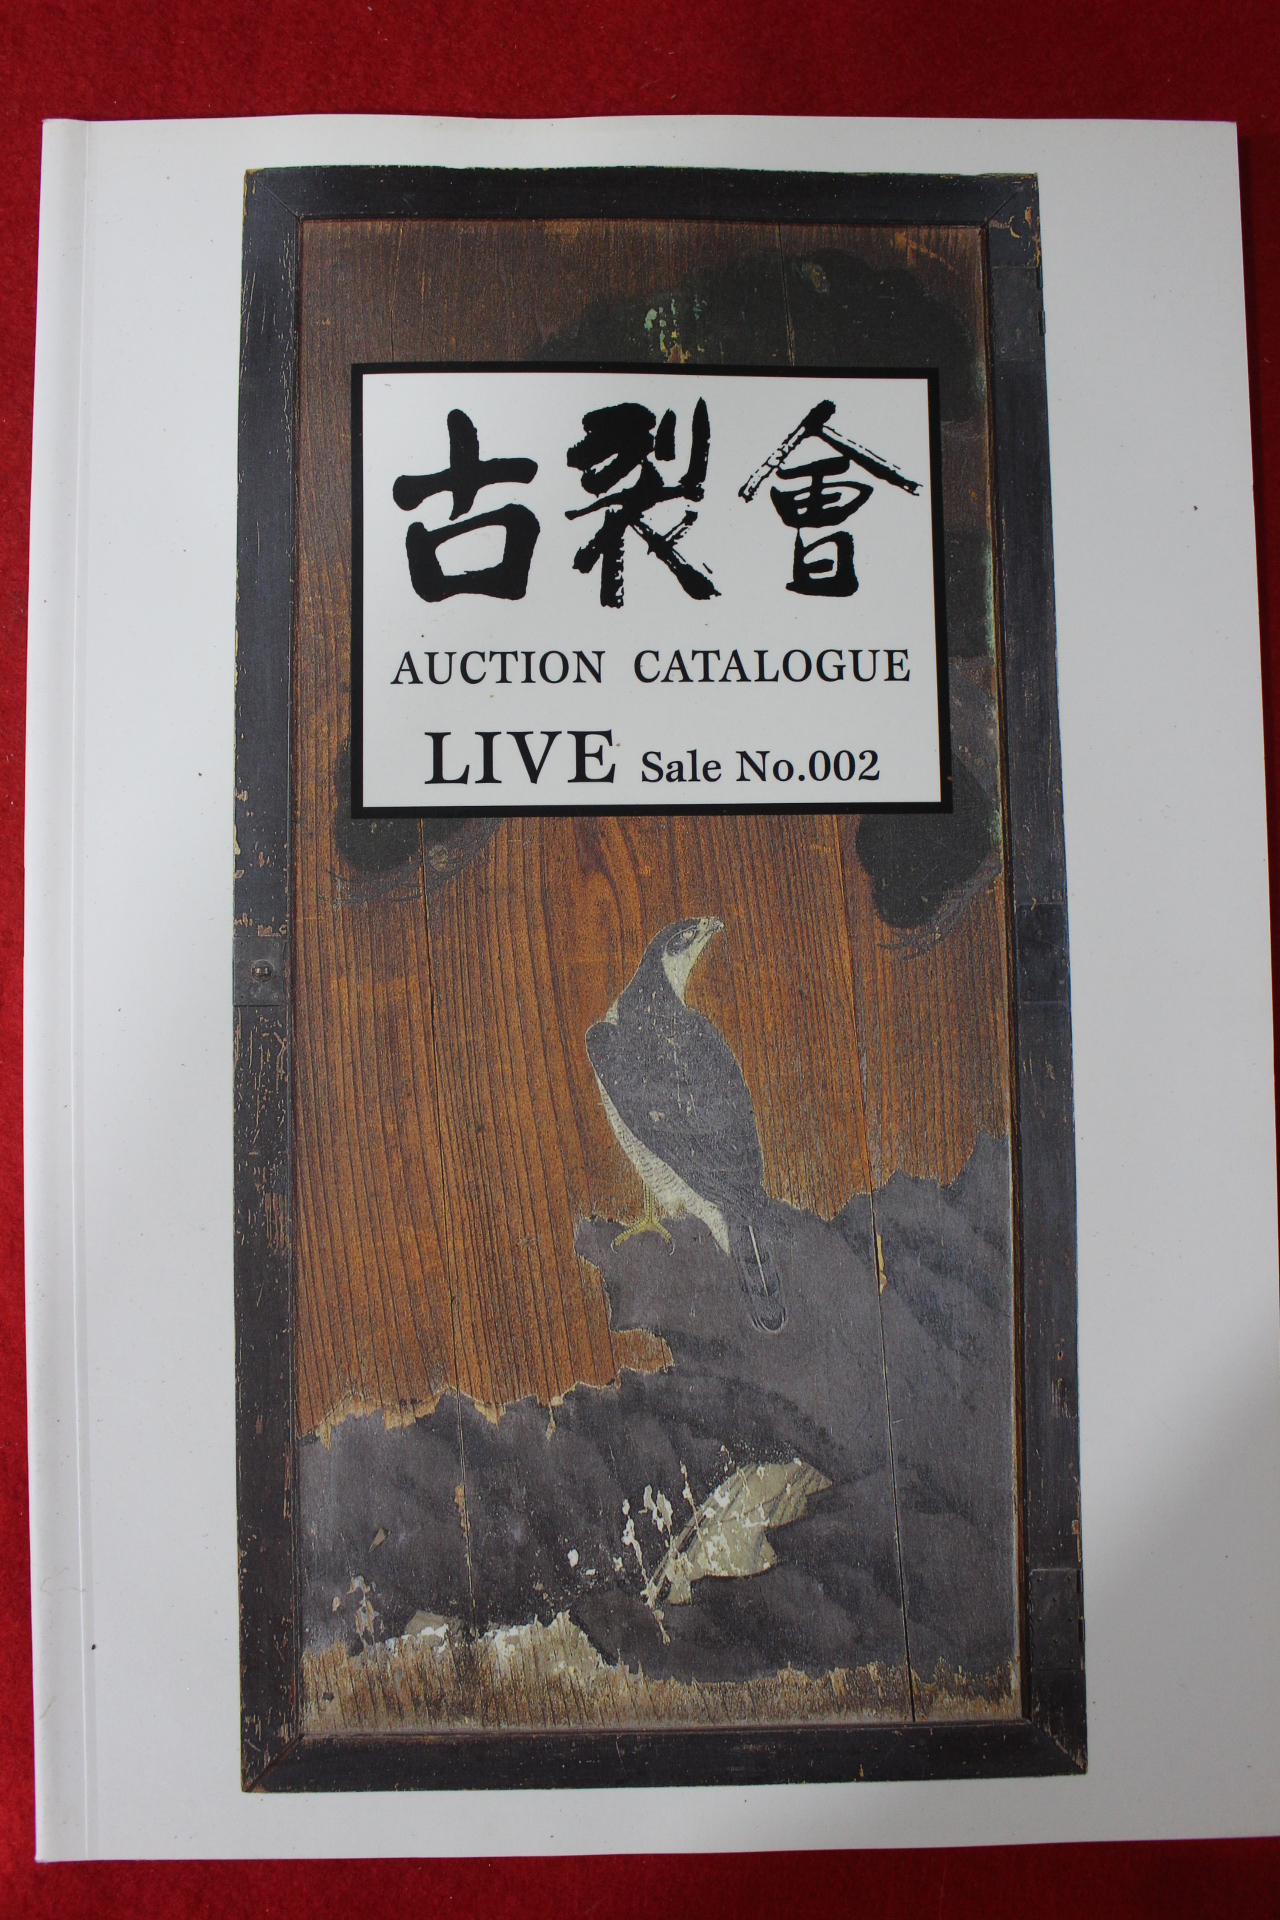 古裂會
AUCTION CATALOGUE
LIVE Sale No.002